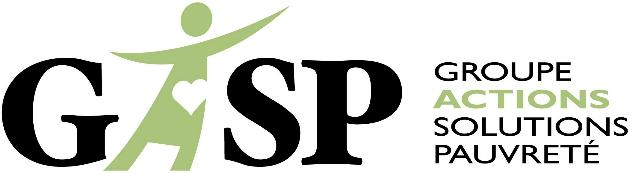 GASP
GROUPE
ACTIONS
SOLUTIONS
PAUVRETÉ